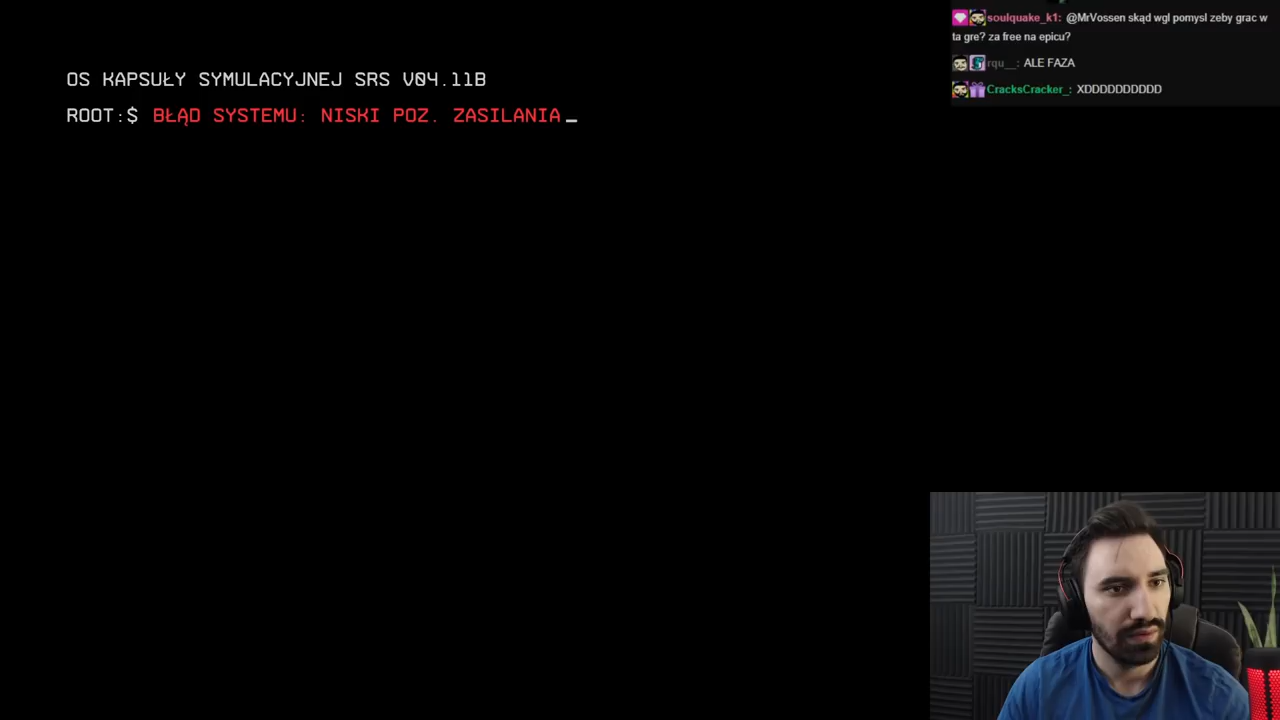 OS KAPSUŁY SYMULACYJNEJ SRS V04.11B
ROOT:$ BŁĄD SYSTEMU: NISKI POZ. ZASILANIA_
soulquake_k1: @MrVossen skąd wgl pomysl zeby grac w
ta gre? za free na epicu?
rqu__: ALE FAZA
CracksCracker_: XDDDDDDDDDD